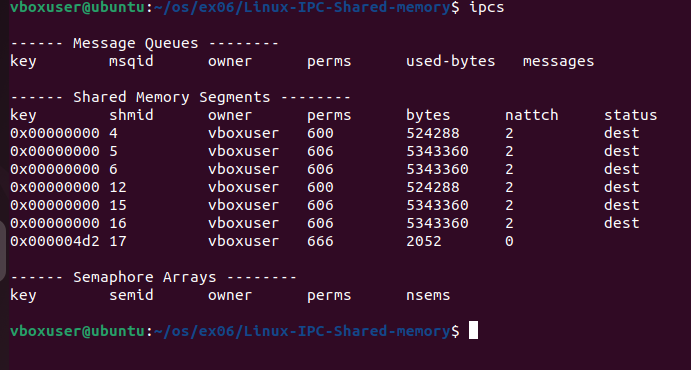 vboxuser@ubuntu:~/os/ex06/Linux-IPC-Shared-memory$ ipcs
------ Message Queues --------
key        msqid      owner      perms      used-bytes   messages
------ Shared Memory Segments --------
key        shmid      owner      perms      bytes      nattch     status
0x00000000 4          vboxuser   600        524288     2          dest
0x00000000 5          vboxuser   606        5343360    2          dest
0x00000000 6          vboxuser   606        5343360    2          dest
0x00000000 12         vboxuser   600        524288     2          dest
0x00000000 15         vboxuser   606        5343360    2          dest
0x00000000 16         vboxuser   606        5343360    2          dest
0x000004d2 17         vboxuser   666        2052       0
------ Semaphore Arrays --------
key        semid      owner      perms      nsems
vboxuser@ubuntu:~/os/ex06/Linux-IPC-Shared-memory$